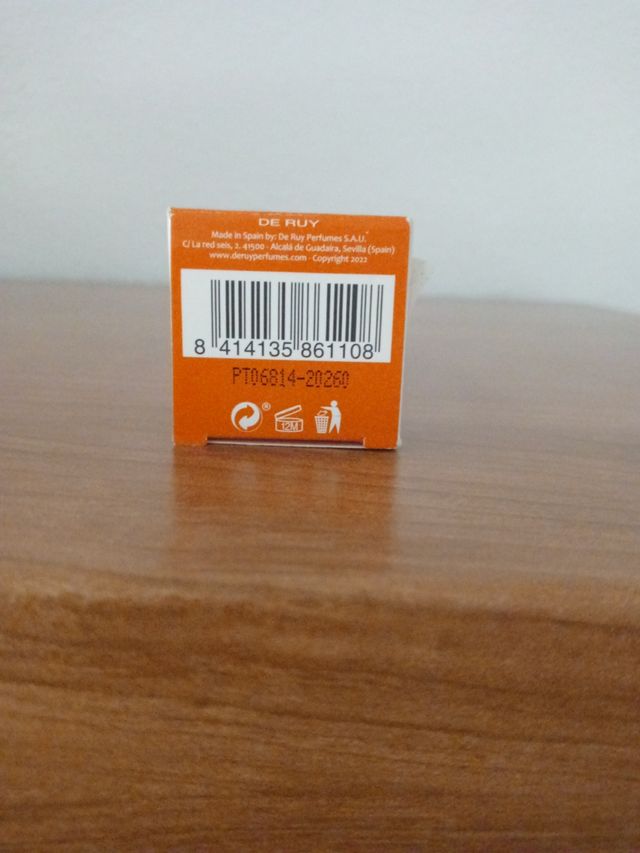 DE RUY
Made in Spain by: De Ruy Perfumes S.A.U.
C/ La red seis, 2. 41500 - Alcalá de Guadaira, Sevilla (Spain)
www.deruyperfumes.com - Copyright 2022
8 414135 861108
PT06814-20260
®
12M